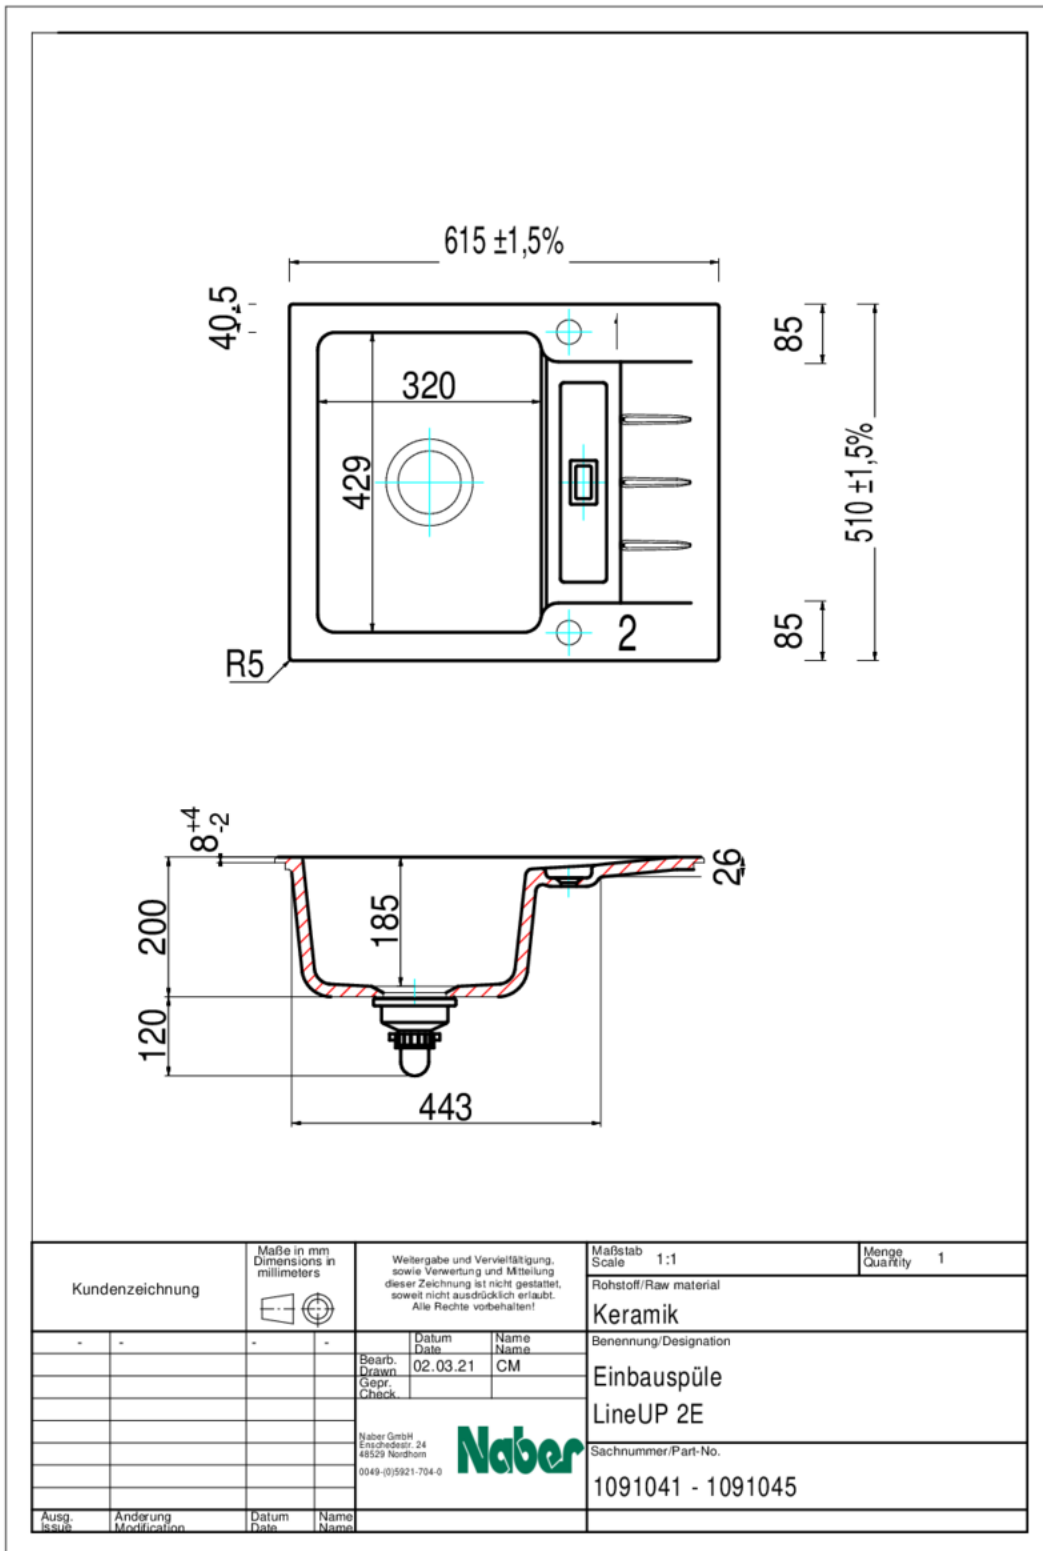 615 ±1,5%
40.5
320
429
85
510 ±1,5%
85
2
R5
8 +4 -2
200
185
26
120
443
Kundenzeichnung
Maße in mm
Dimensions in
millimeters
Weitergabe und Vervielfältigung,
sowie Verwertung und Mitteilung
dieser Zeichnung ist nicht gestattet,
soweit nicht ausdrücklich erlaubt.
Alle Rechte vorbehalten!
Maßstab
Scale 1:1
Menge
Quantity 1
Rohstoff/Raw material
Keramik
- - - -
Datum Name
Date Name
Bearb.
Drawn 02.03.21 CM
Gepr.
Check.
Benennung/Designation
Einbauspüle
LineUP 2E
Naber GmbH
Enschedestr. 24
48529 Nordhorn
0049-(0)5921-704-0
Naber
Sachnummer/Part-No.
1091041 - 1091045
Ausg. Änderung Datum Name
Issue Modification Date Name